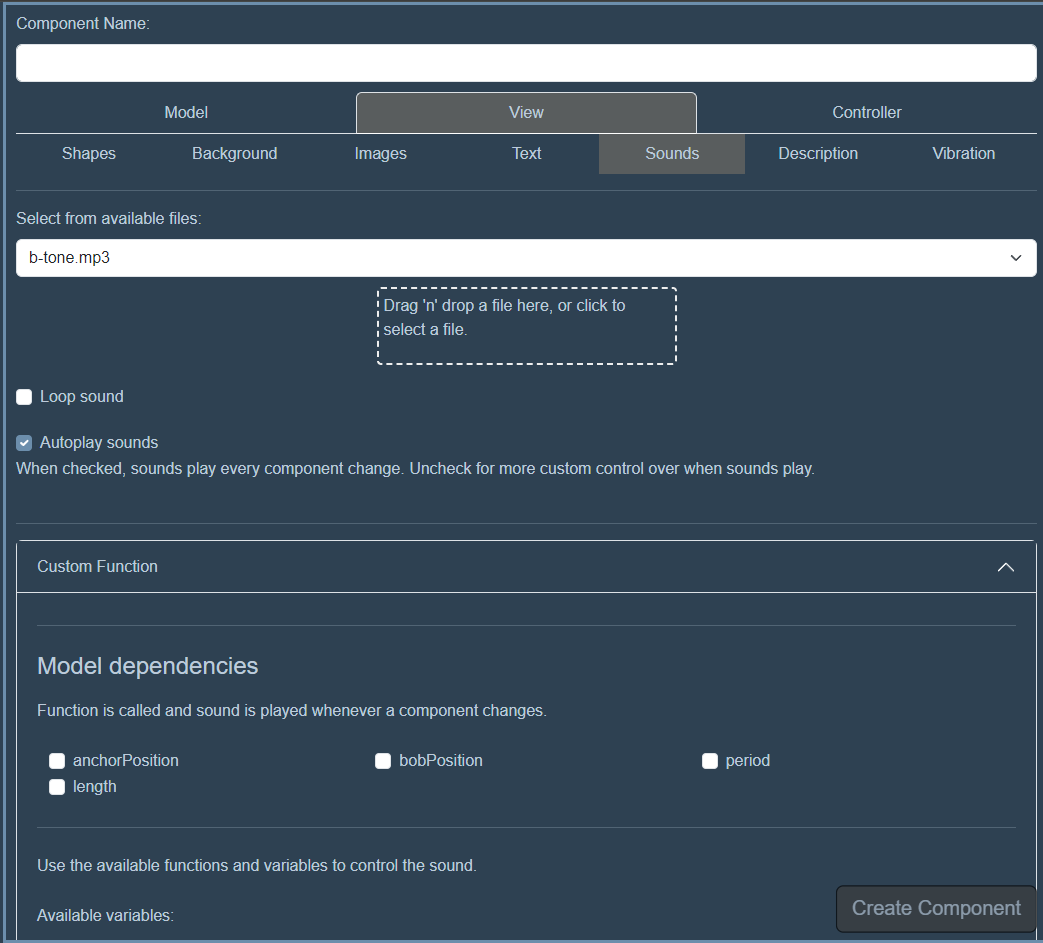 Component Name:
Model View Controller
Shapes Background Images Text Sounds Description Vibration
Select from available files:
b-tone.mp3
Drag 'n' drop a file here, or click to
select a file.
Loop sound
Autoplay sounds
When checked, sounds play every component change. Uncheck for more custom control over when sounds play.
Custom Function
Model dependencies
Function is called and sound is played whenever a component changes.
anchorPosition bobPosition period
length
Use the available functions and variables to control the sound.
Available variables:
Create Component